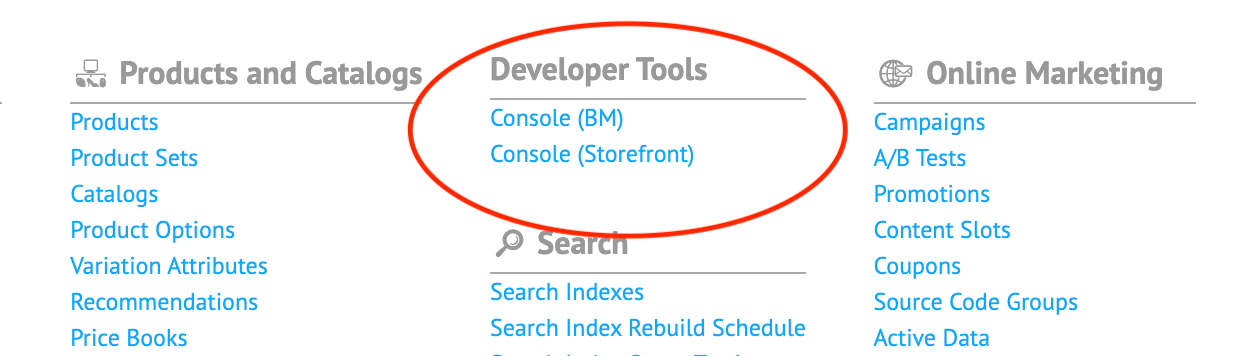 Products and Catalogs
Products
Product Sets
Catalogs
Product Options
Variation Attributes
Recommendations
Price Books
Developer Tools
Console (BM)
Console (Storefront)
Search
Search Indexes
Search Index Rebuild Schedule
Online Marketing
Campaigns
A/B Tests
Promotions
Content Slots
Coupons
Source Code Groups
Active Data